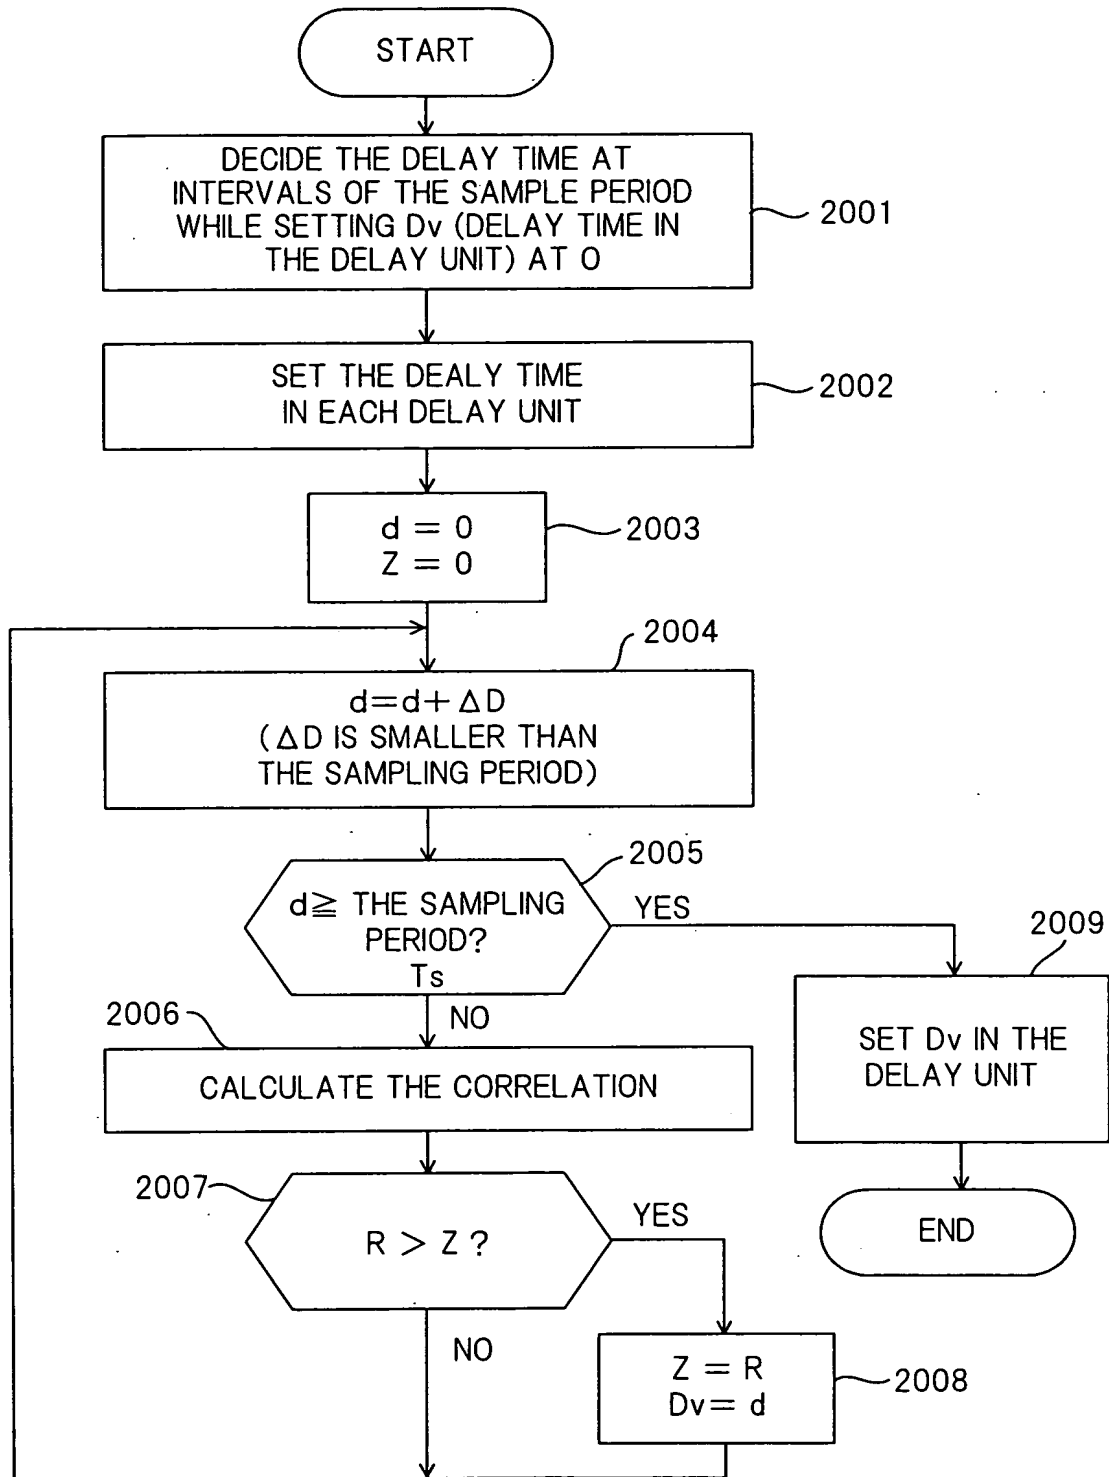 START
DECIDE THE DELAY TIME AT
INTERVALS OF THE SAMPLE PERIOD
WHILE SETTING Dv (DELAY TIME IN
THE DELAY UNIT) AT 0
2001
SET THE DEALY TIME
IN EACH DELAY UNIT
2002
d = 0
Z = 0
2003
2004
d=d+ΔD
(ΔD IS SMALLER THAN
THE SAMPLING PERIOD)
2005
d≧ THE SAMPLING
PERIOD?
Ts
YES
NO
2009
SET Dv IN THE
DELAY UNIT
2006
CALCULATE THE CORRELATION
2007
R > Z ?
YES
NO
END
Z = R
Dv= d
2008